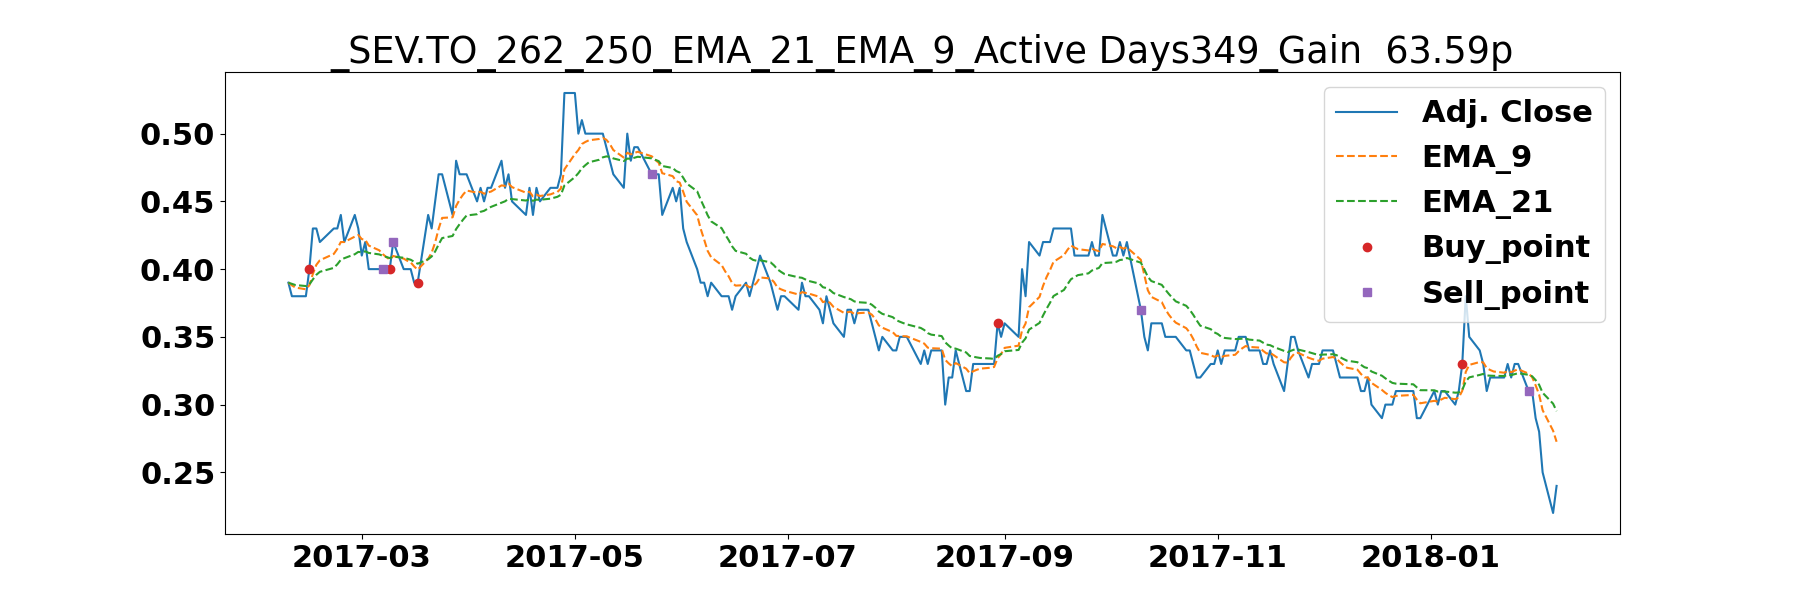 _SEV.TO_262_250_EMA_21_EMA_9_Active Days349_Gain  63.59p
0.50
0.45
0.40
0.35
0.30
0.25
Adj. Close
EMA_9
EMA_21
Buy_point
Sell_point
2017-03 2017-05 2017-07 2017-09 2017-11 2018-01